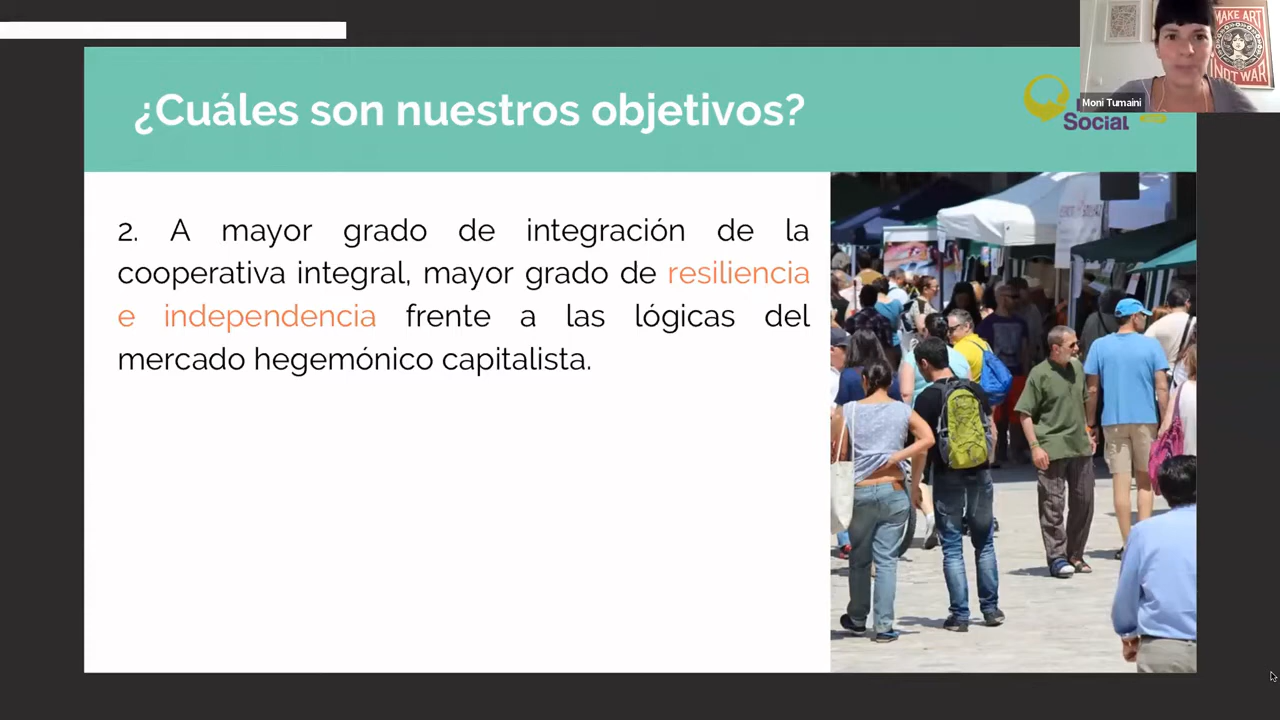 ¿Cuáles son nuestros objetivos?
MAKE ART
NOT WAR
Moni Tumaini
Social
2. A mayor grado de integración de la
cooperativa integral, mayor grado de resiliencia
e independencia frente a las lógicas del
mercado hegemónico capitalista.